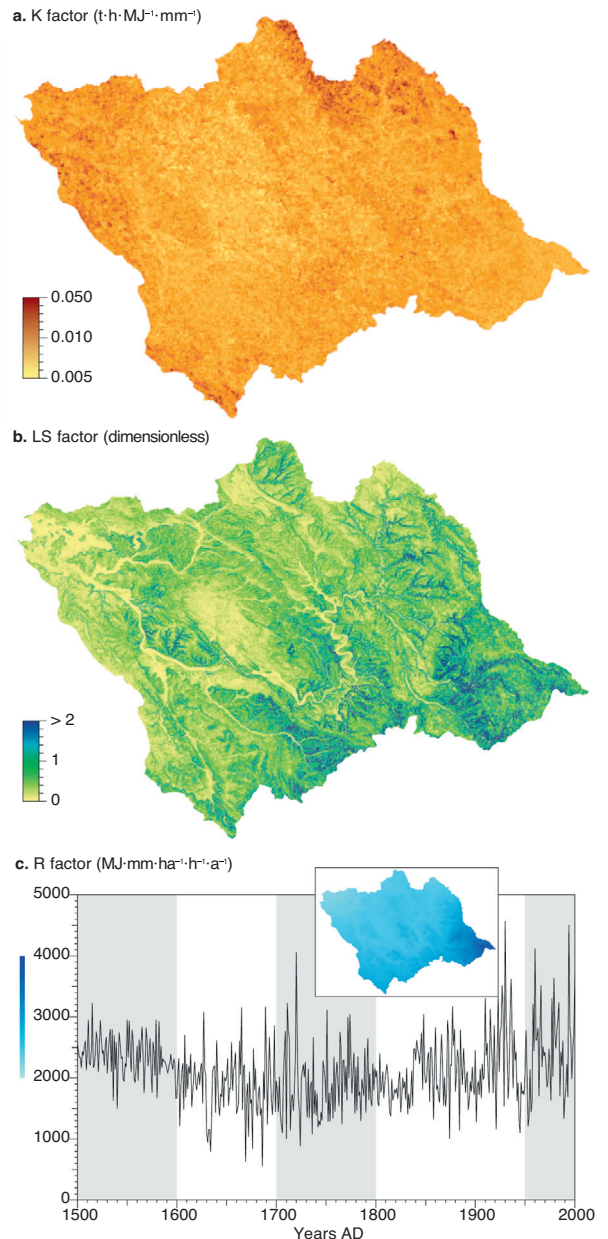 a. K factor (t·h·MJ⁻¹·mm⁻¹)
0.050
0.010
0.005
b. LS factor (dimensionless)
> 2
1
0
c. R factor (MJ·mm·ha⁻¹·h⁻¹·a⁻¹)
5000
4000
3000
2000
1000
0
1500 1600 1700 1800 1900 2000
Years AD